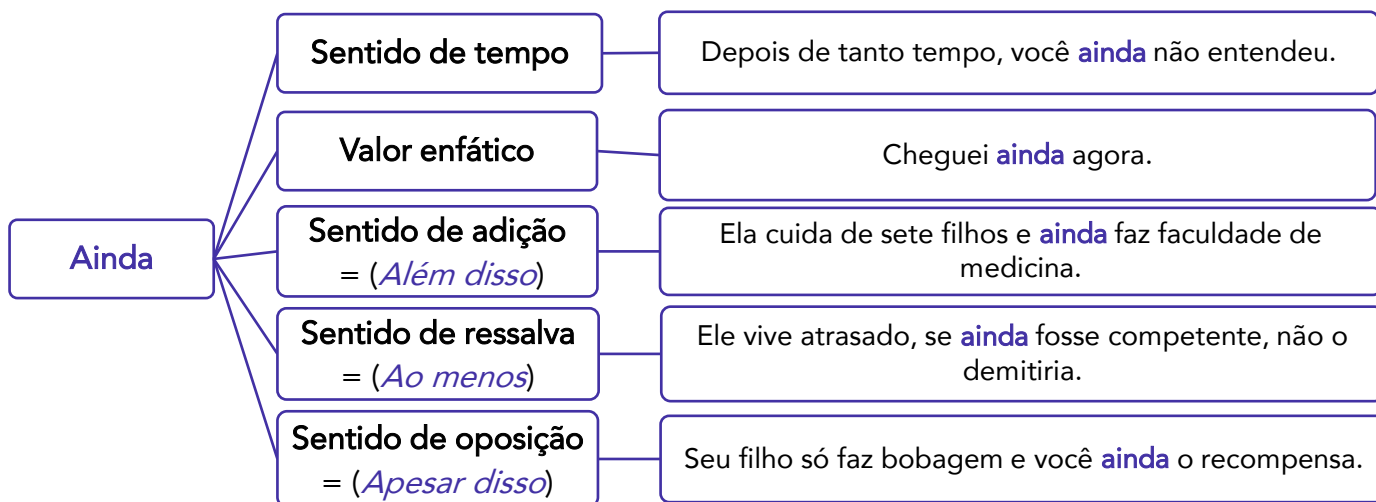 Ainda
Sentido de tempo
Depois de tanto tempo, você ainda não entendeu.
Valor enfático
Cheguei ainda agora.
Sentido de adição
= (Além disso)
Ela cuida de sete filhos e ainda faz faculdade de
medicina.
Sentido de ressalva
= (Ao menos)
Ele vive atrasado, se ainda fosse competente, não o
demitiria.
Sentido de oposição
= (Apesar disso)
Seu filho só faz bobagem e você ainda o recompensa.